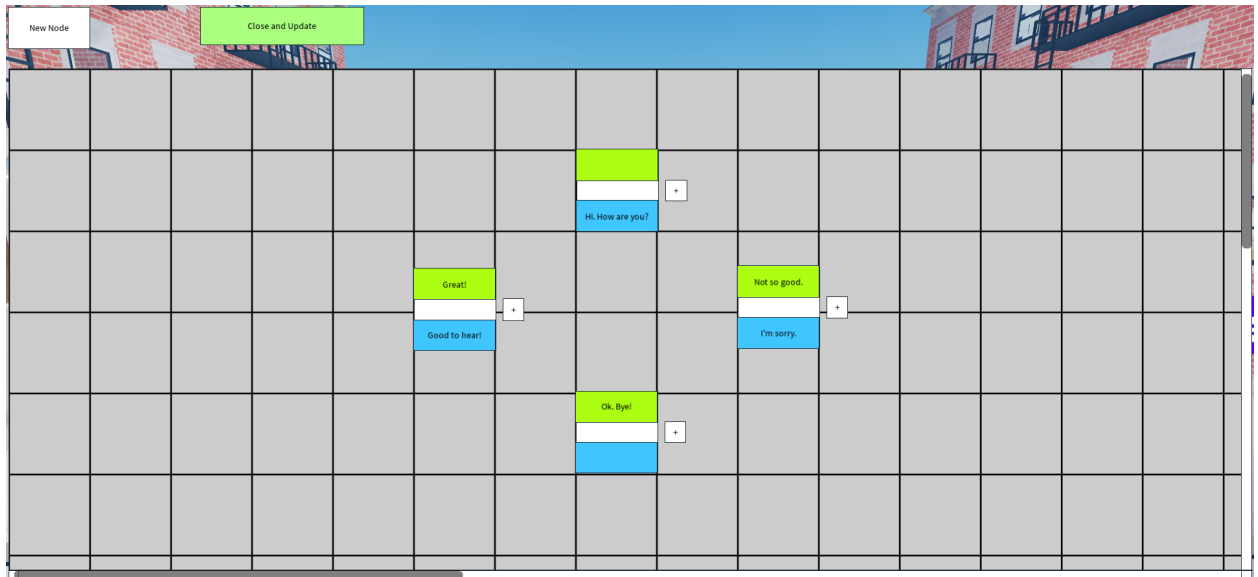 New Node
Close and Update
+
Hi. How are you?
Great!
+
Good to hear!
Not so good.
+
I'm sorry.
Ok. Bye!
+